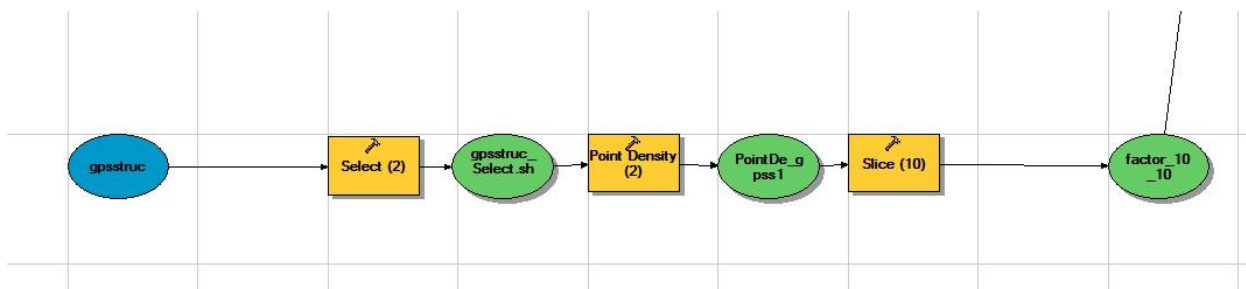 gpsstruc
Select (2)
gpsstruc_
Select.sh
Point Density
(2)
PointDe_g
pss1
Slice (10)
factor_10
_10